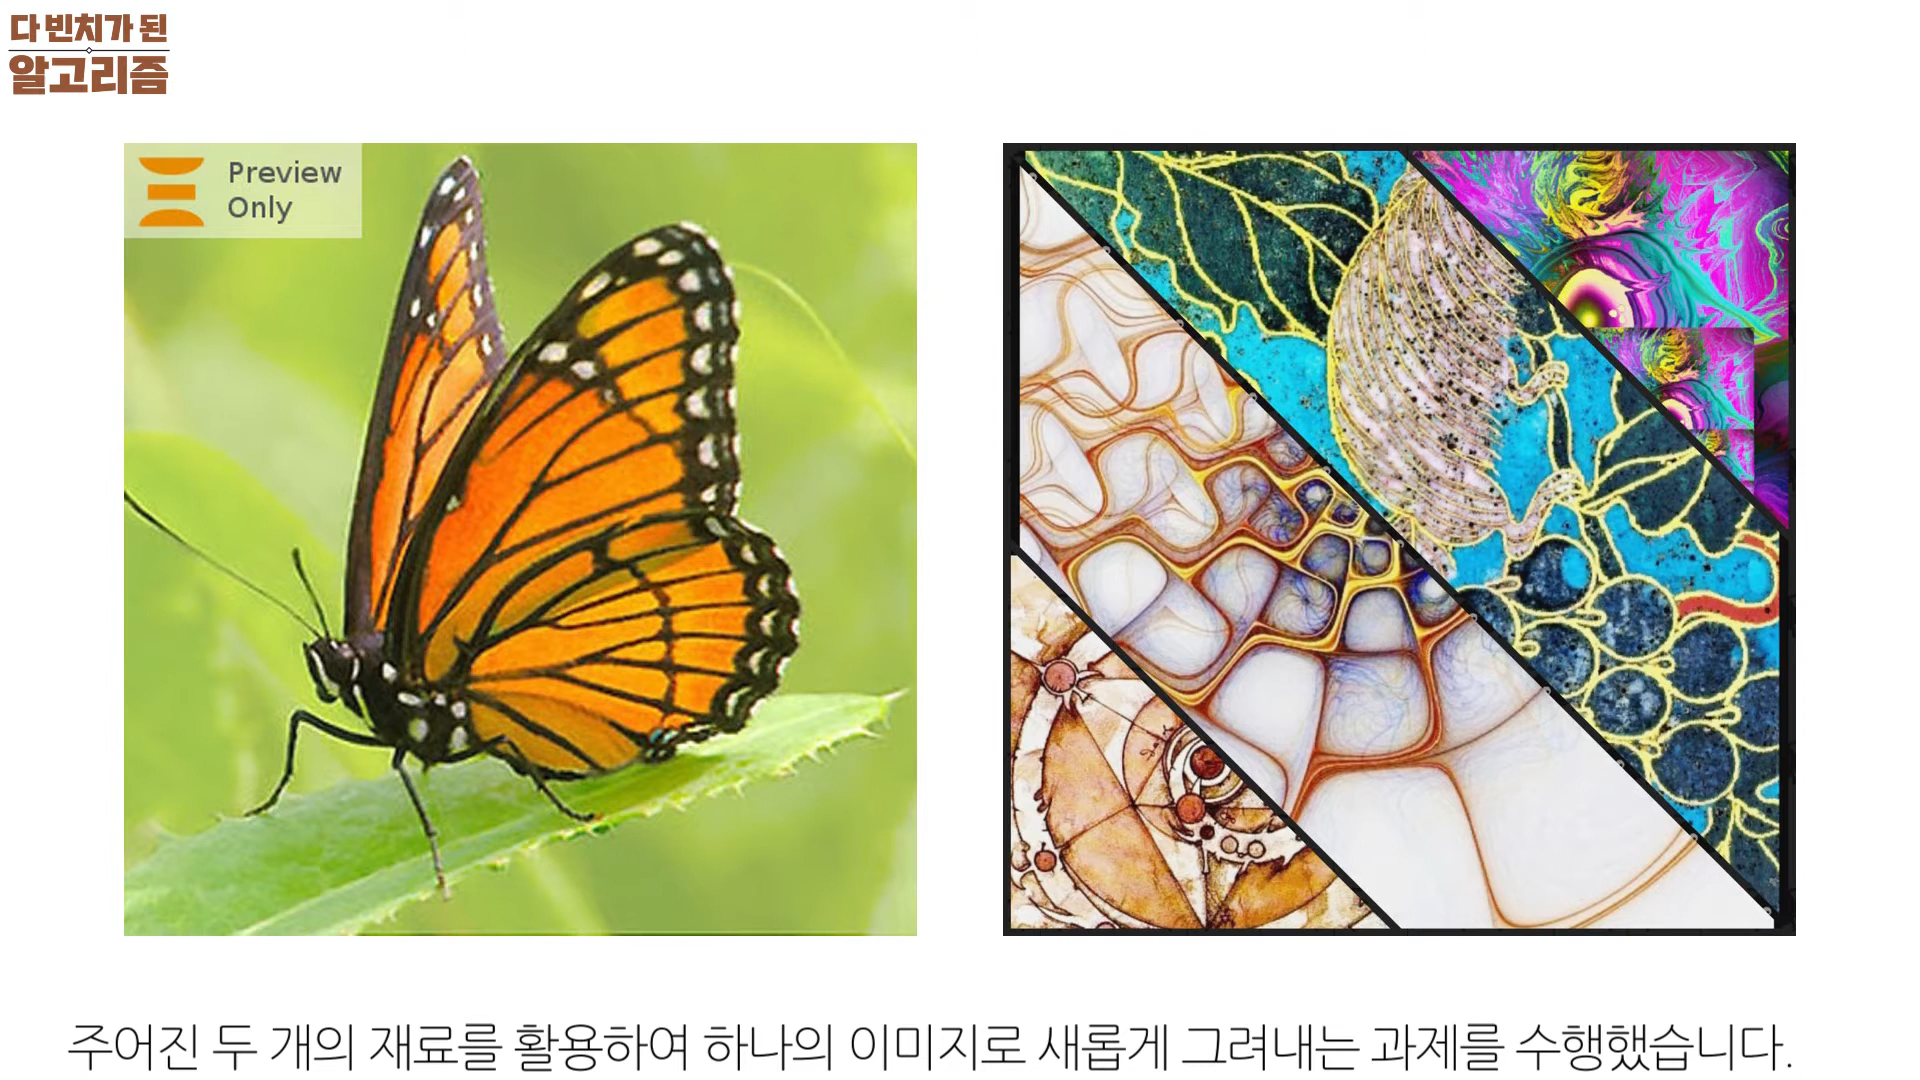 다빈치가 된
알고리즘
Preview
Only
주어진 두 개의 재료를 활용하여 하나의 이미지로 새롭게 그려내는 과제를 수행했습니다.